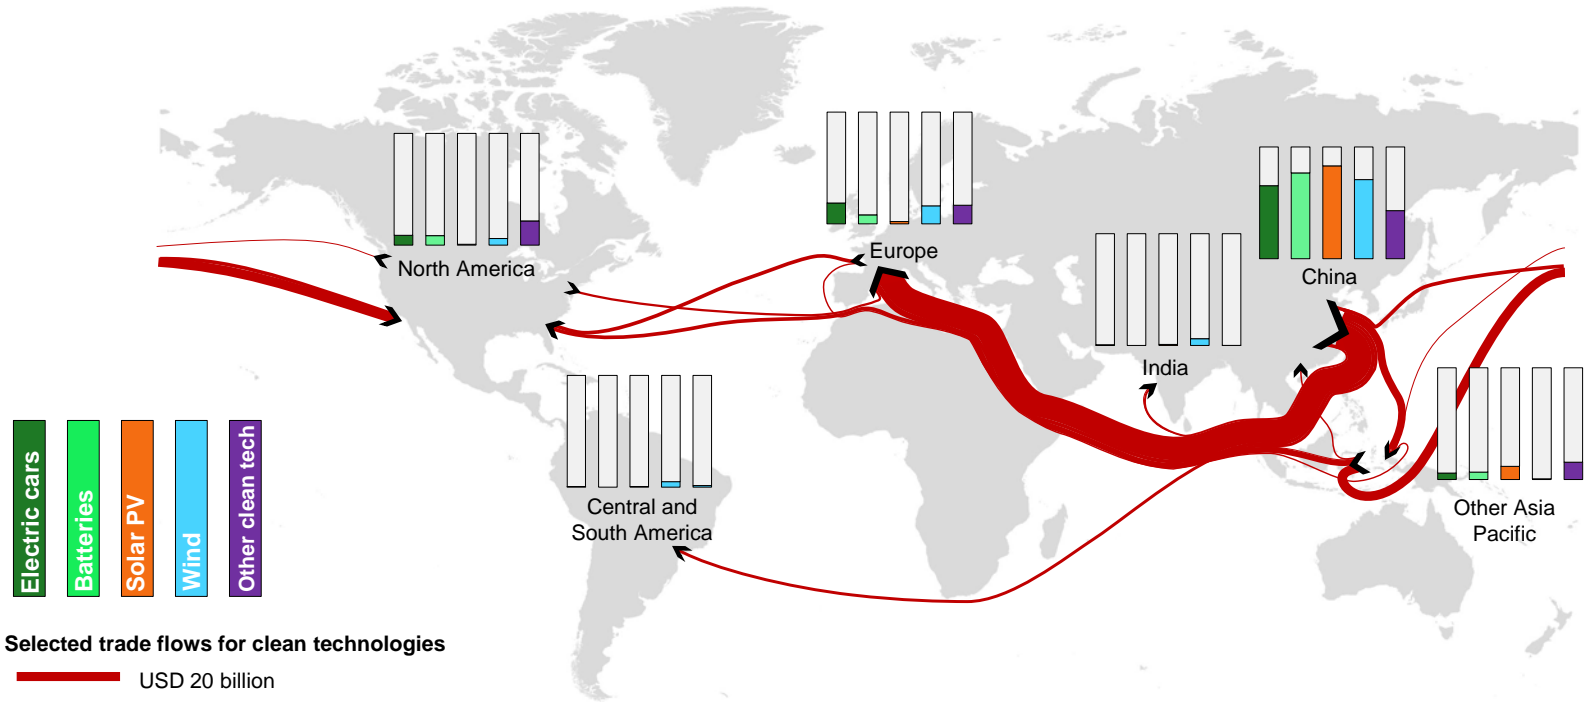 North America
Europe
China
India
Central and
South America
Other Asia
Pacific
Electric cars
Batteries
Solar PV
Wind
Other clean tech
Selected trade flows for clean technologies
USD 20 billion